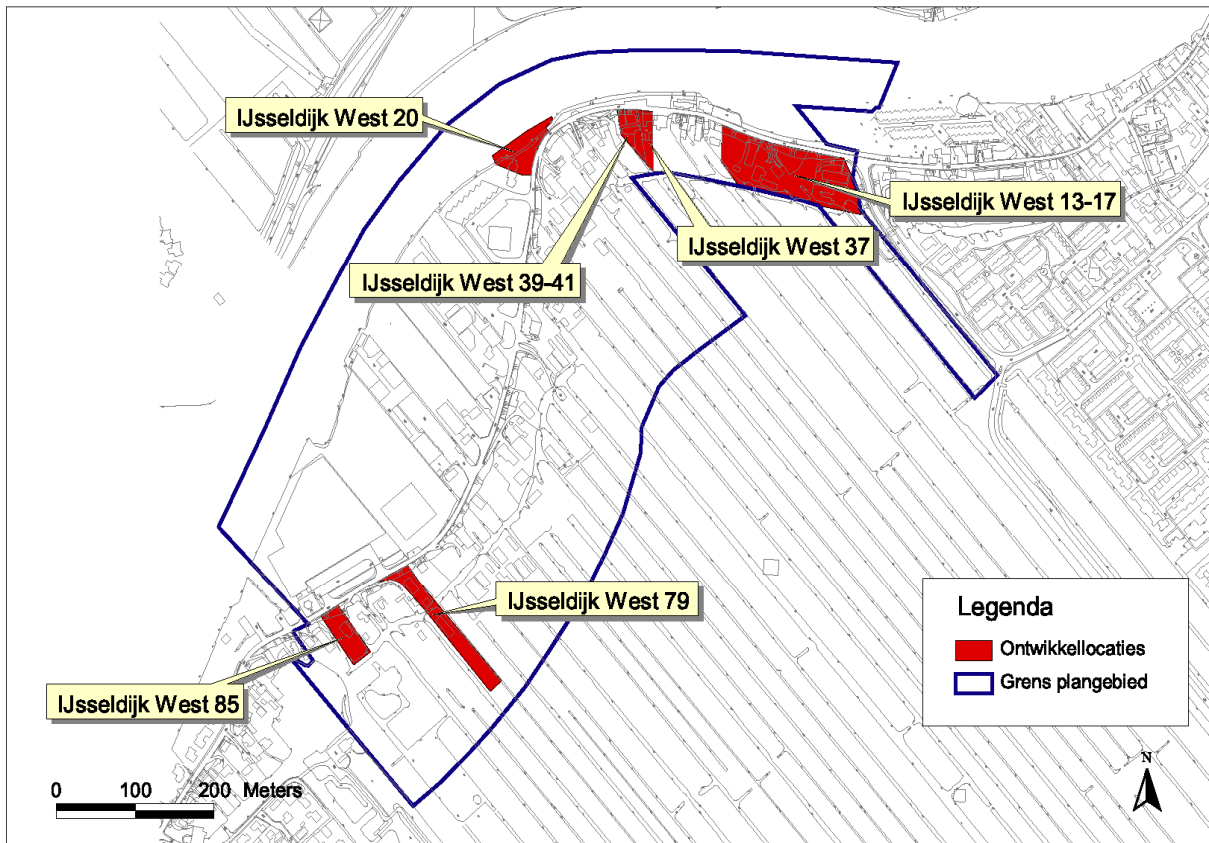 IJsseldijk West 20
IJsseldijk West 13-17
IJsseldijk West 37
IJsseldijk West 39-41
IJsseldijk West 79
IJsseldijk West 85
Legenda
Ontwikkellocaties
Grens plangebied
0 100 200 Meters
N